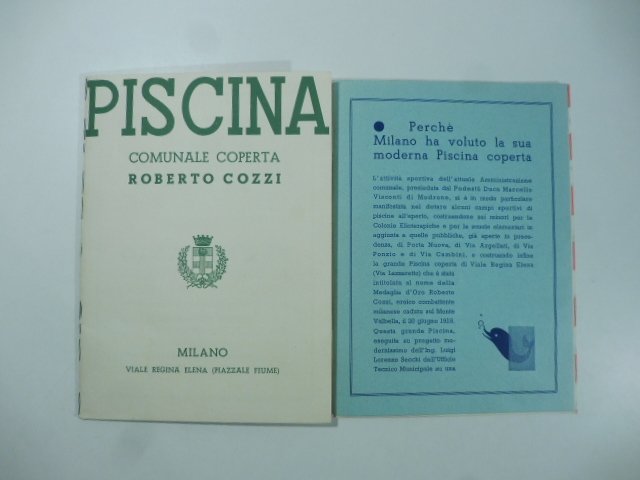 PISCINA
COMUNALE COPERTA
ROBERTO COZZI
MILANO
VIALE REGINA ELENA (PIAZZALE FIUME)
Perchè
Milano ha voluto la sua
moderna Piscina coperta
L'attività sportiva dell'attuale Amministrazione
comunale, presieduta dal Podestà Duca Marcello
Visconti di Modrone, si è in modo particolare
manifestata nel dotare alcuni campi sportivi di
piscine all'aperto, costruendone sui minori per le
Colonie Elioterapiche e per le scuole elementari in
aggiunta a quelle pubbliche, già aperte in prece-
denza, di Porta Nuova, di Via Argelati, di Via
Ponzio e di Via Cambini, e costruendo infine
la grande Piscina coperta di Viale Regina Elena
(Via Lazzaretto) che è stata
intitolata al nome della
Medaglia d'Oro Roberto
Cozzi, eroico combattente
milanese caduto sul Monte
Valbella, il 30 giugno 1918.
Questa grande Piscina,
eseguita su progetto mo-
dernissimo dell'Ing. Luigi
Lorenzo Secchi dell'Ufficio
Tecnico Municipale su una